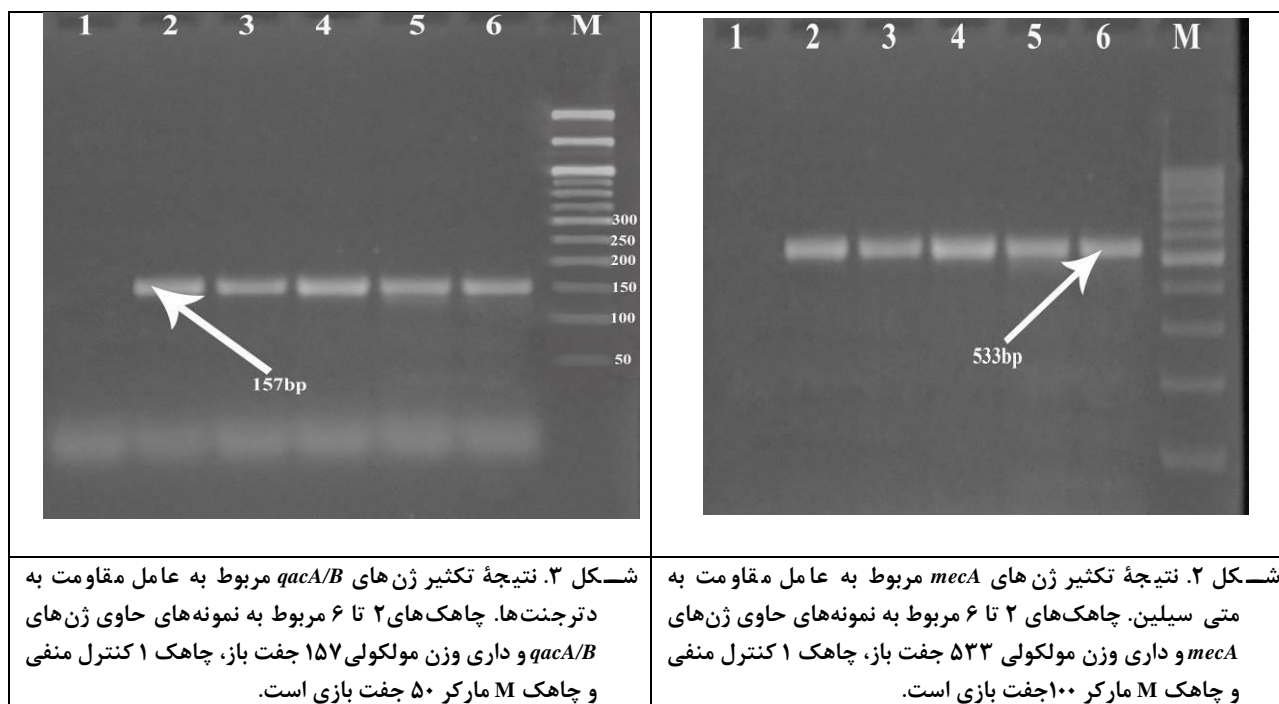 1 2 3 4 5 6 M
300
250
200
150
100
50
157bp
1 2 3 4 5 6 M
533bp
شـــکل ۲. نتیجۀ تکثیر ژن های mecA مربوط به عامل مقاومت به
متی سیلین. چاهک‌های ۲ تا ۶ مربوط به نمونه‌های حاوی ژن‌های
mecA و داری وزن مولکولی ۵۳۳ جفت باز، چاهک ۱ کنترل منفی
و چاهک M مارکر ۱۰۰جفت بازی است.
شـــکل ۳. نتیجۀ تکثیر ژن های qacA/B مربوط به عامل مقاومت به
دترجنت‌ها. چاهک‌های۲ تا ۶ مربوط به نمونه‌های حاوی ژن‌های
qacA/B و داری وزن مولکولی۱۵۷ جفت باز، چاهک ۱ کنترل منفی
و چاهک M مارکر ۵۰ جفت بازی است.